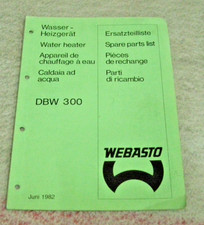 Wasser-
Heizgerät
Water heater
Appareil de
chauffage à eau
Caldaia ad
acqua
DBW 300
Ersatzteilliste
Spare parts list
Pièces
de rechange
Parti
di ricambio
WEBASTO
Juni 1982